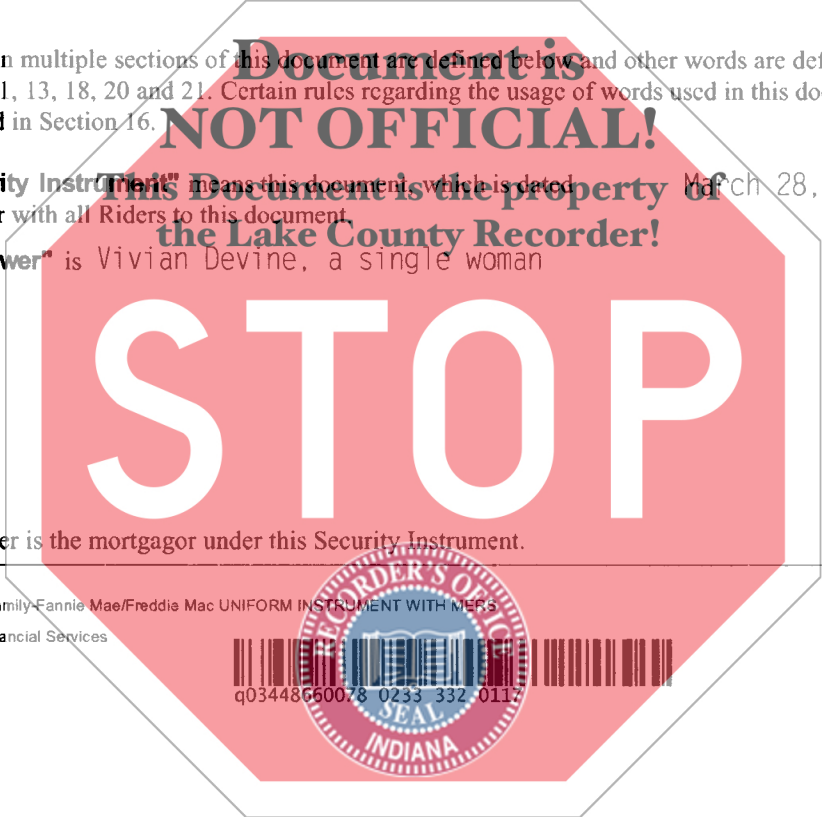 Document is
n multiple sections of this document are defined below and other words are def
1, 13, 18, 20 and 21. Certain rules regarding the usage of words used in this do
in Section 16.
NOT OFFICIAL!
ity Instrument" means this document, which is dated March 28,
This Document is the property of
r with all Riders to this document.
the Lake County Recorder!
wer" is Vivian Devine, a single woman
STOP
er is the mortgagor under this Security Instrument.
RECORDER'S OFFICE
mily-Fannie Mae/Freddie Mac UNIFORM INSTRUMENT WITH MERS
ancial Services
q03448660078 0233 332 0117
SEAL
INDIANA